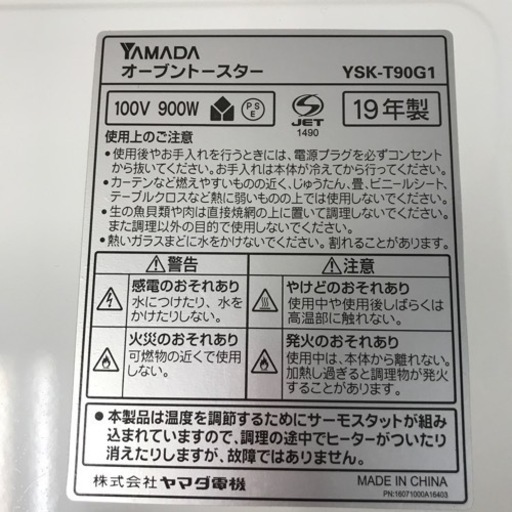 YAMADA
オーブントースター YSK-T90G1
100V 900W PSE JET 1490 19年製
使用上のご注意
●使用後やお手入れを行うときには、電源プラグを必ずコンセント
から抜いてください。お手入れは本体が冷えてから行ってください。
●カーテンなど燃えやすいものの近く、じゅうたん、畳、ビニールシート、
テーブルクロスなど熱に弱いものの上では使用しないでください。
●生の魚貝類や肉は直接焼網の上に置いて調理しないでください。
また調理以外の目的で使用しないでください。
●熱いガラスまどに水をかけないでください。割れることがあります。
警告
感電のおそれあり
水につけたり、水を
かけたりしない。
火災のおそれあり
可燃物の近くで使用
しない。
注意
やけどのおそれあり
使用中や使用後しばらくは
高温部に触れない。
発火のおそれあり
使用中は、本体から離れない。
加熱し過ぎると調理物が発火
することがあります。
●本製品は温度を調節するためにサーモスタットが組み
込まれていますので、調理の途中でヒーターがついたり
消えたりしますが、故障ではありません。
株式会社ヤマダ電機 MADE IN CHINA
PN:16071000A16403